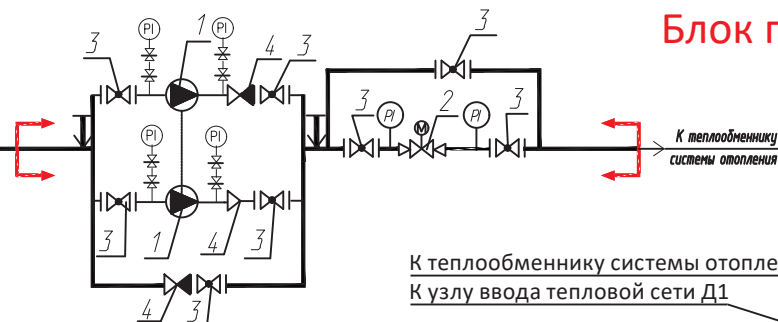 Блок п
PI
PI
3
1
4
3
3
3
PI
2
M
PI
3
К теплообменнику
системы отопления
PI
PI
3
1
4
3
4
3
К теплообменнику системы отопле
К узлу ввода тепловой сети Д1